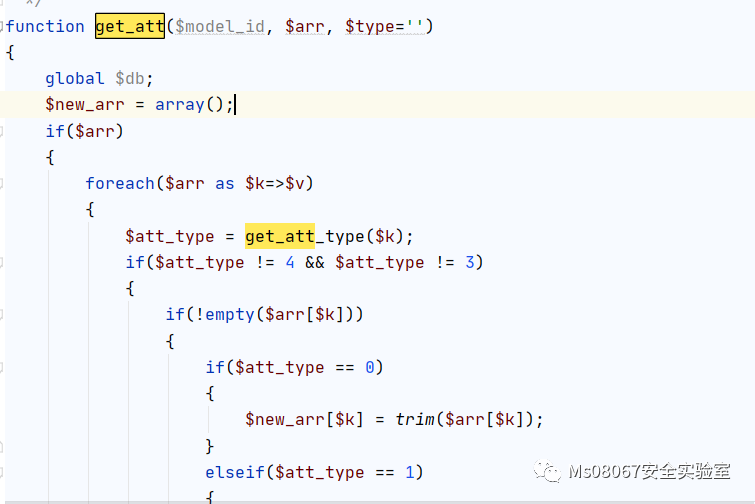 */
function get_att($model_id, $arr, $type='')
{
global $db;
$new_arr = array();
if($arr)
{
foreach($arr as $k=>$v)
{
$att_type = get_att_type($k);
if($att_type != 4 && $att_type != 3)
{
if(!empty($arr[$k]))
{
if($att_type == 0)
{
$new_arr[$k] = trim($arr[$k]);
}
elseif($att_type == 1)
{
Ms08067安全实验室